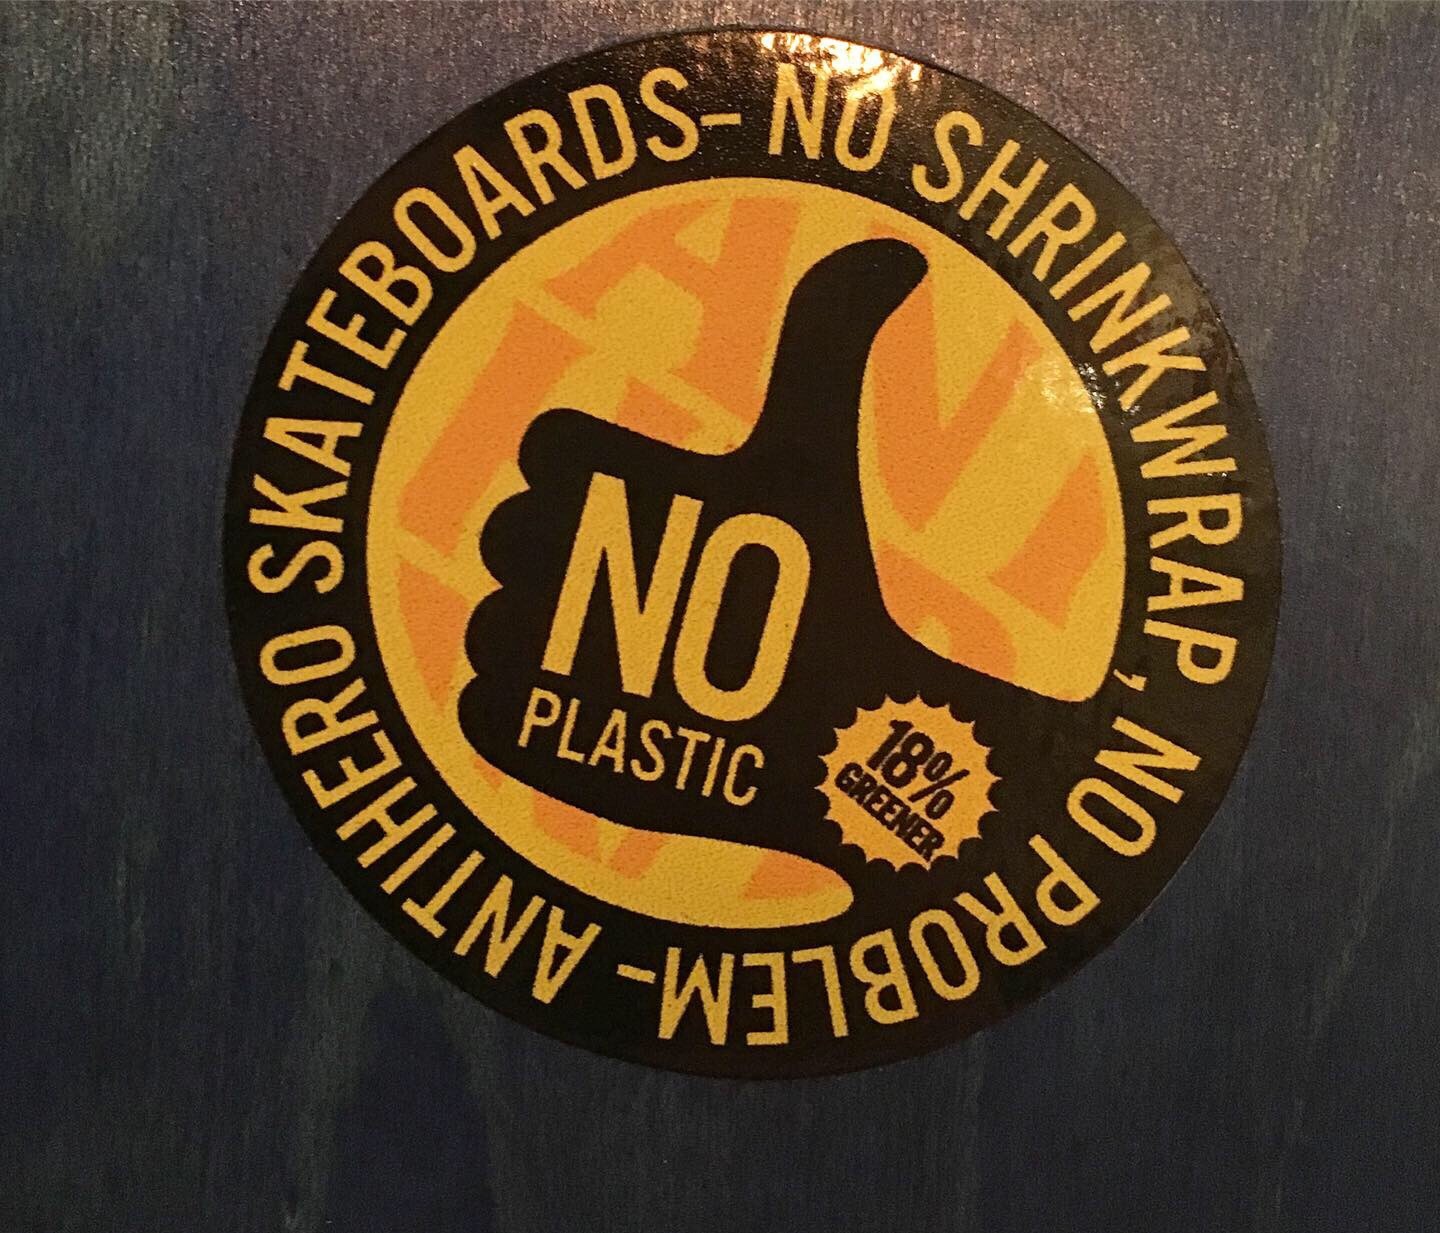 ANTIHERO SKATEBOARDS- NO SHRINKWRAP, NO PROBLEM-
NO
PLASTIC
18%
GREENER